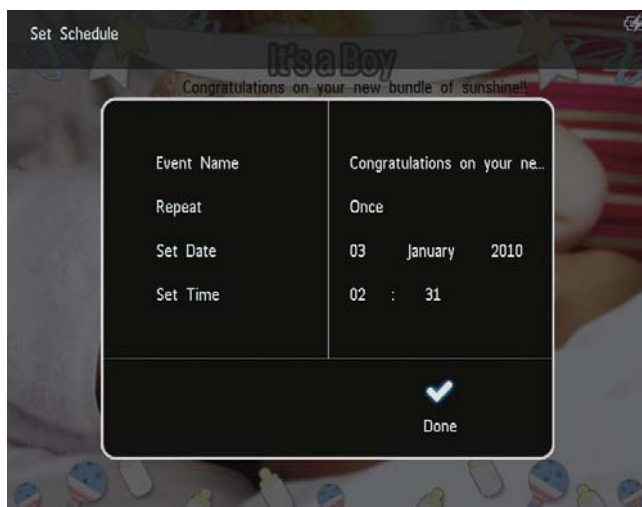 Set Schedule
It's a Boy
Congratulations on your new bundle of sunshine!!
Event Name Congratulations on your ne...
Repeat Once
Set Date 03 January 2010
Set Time 02 : 31
Done